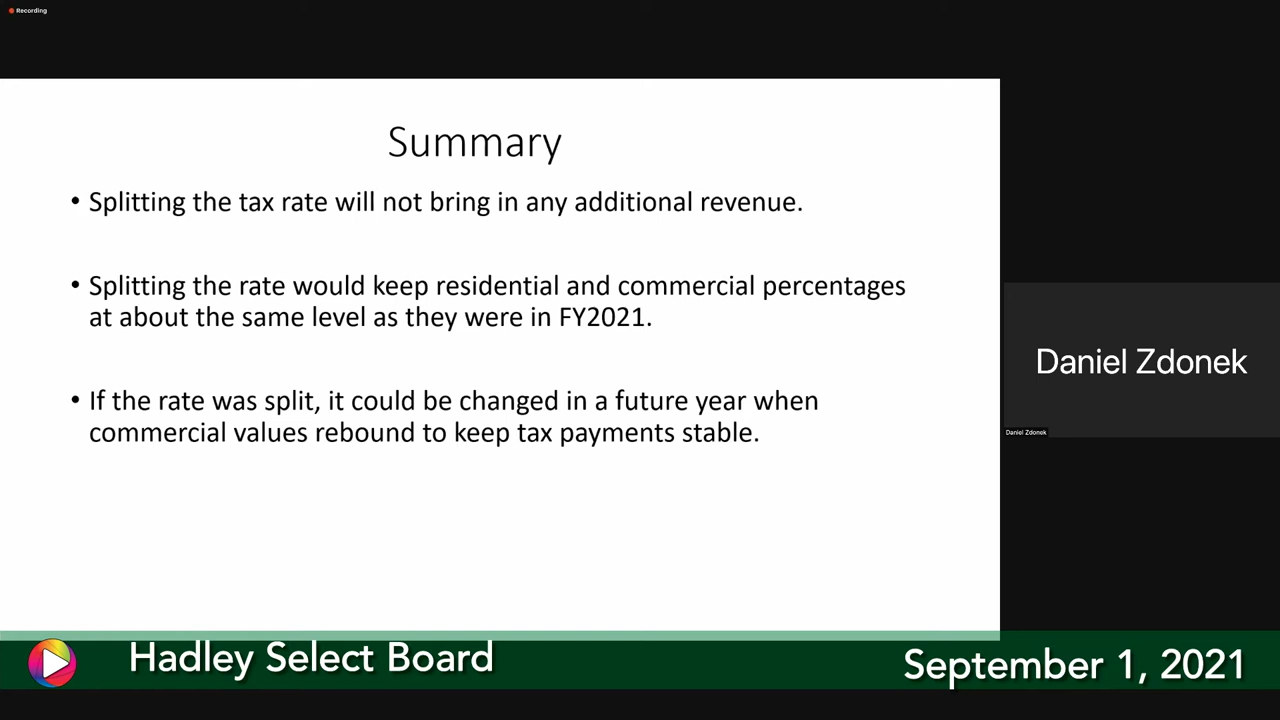 Recording
Summary
• Splitting the tax rate will not bring in any additional revenue.
• Splitting the rate would keep residential and commercial percentages
at about the same level as they were in FY2021.
• If the rate was split, it could be changed in a future year when
commercial values rebound to keep tax payments stable.
Daniel Zdonek
Daniel Zdonek
Hadley Select Board
September 1, 2021